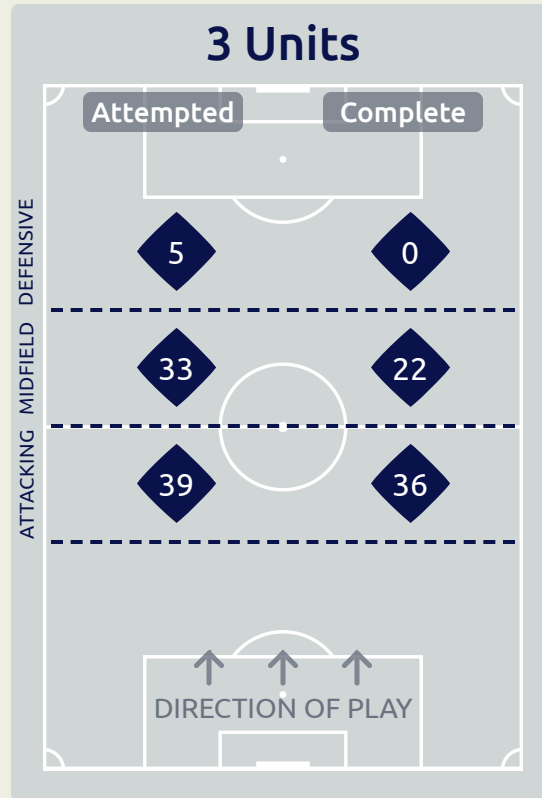 3 Units
Attempted Complete
DEFENSIVE
5 0
MIDFIELD
33 22
ATTACKING
39 36
DIRECTION OF PLAY